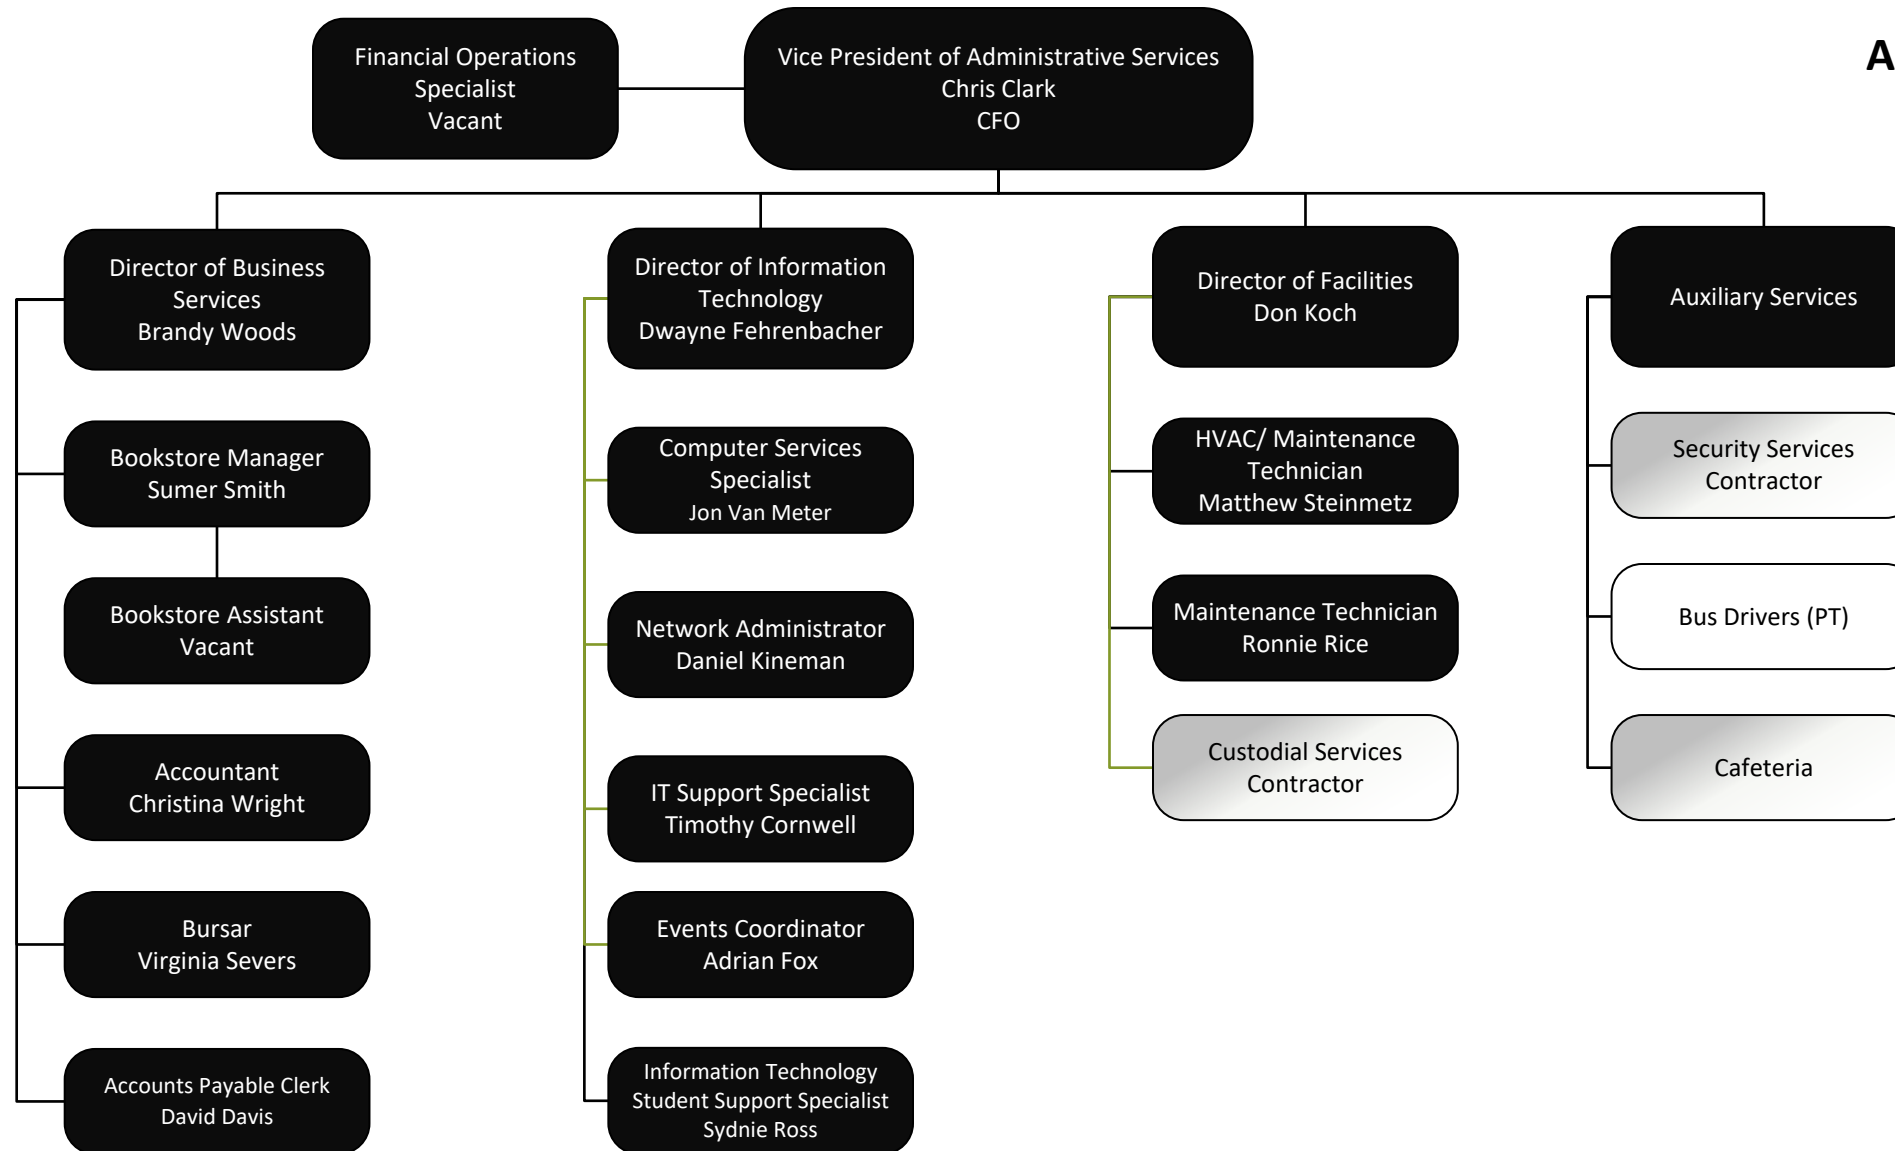 Financial Operations
Specialist
Vacant
Vice President of Administrative Services
Chris Clark
CFO
A
Director of Business
Services
Brandy Woods
Bookstore Manager
Sumer Smith
Bookstore Assistant
Vacant
Accountant
Christina Wright
Bursar
Virginia Severs
Accounts Payable Clerk
David Davis
Director of Information
Technology
Dwayne Fehrenbacher
Computer Services
Specialist
Jon Van Meter
Network Administrator
Daniel Kineman
IT Support Specialist
Timothy Cornwell
Events Coordinator
Adrian Fox
Information Technology
Student Support Specialist
Sydnie Ross
Director of Facilities
Don Koch
HVAC/ Maintenance
Technician
Matthew Steinmetz
Maintenance Technician
Ronnie Rice
Custodial Services
Contractor
Auxiliary Services
Security Services
Contractor
Bus Drivers (PT)
Cafeteria